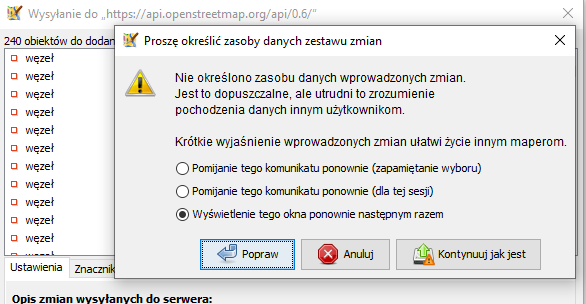 Wysyłanie do „https://api.openstreetmap.org/api/0.6/”
240 obiektów do dodan
węzeł
węzeł
węzeł
węzeł
węzeł
węzeł
węzeł
węzeł
węzeł
węzeł
węzeł
Proszę określić zasoby danych zestawu zmian
Nie określono zasobu danych wprowadzonych zmian.
Jest to dopuszczalne, ale utrudni to zrozumienie
pochodzenia danych innym użytkownikom.
Krótkie wyjaśnienie wprowadzonych zmian ułatwi życie innym maperom.
Pomijanie tego komunikatu ponownie (zapamiętanie wyboru)
Pomijanie tego komunikatu ponownie (dla tej sesji)
Wyświetlenie tego okna ponownie następnym razem
Popraw
Anuluj
Kontynuuj jak jest
Ustawienia
Znacznik
Opis zmian wysyłanych do serwera: